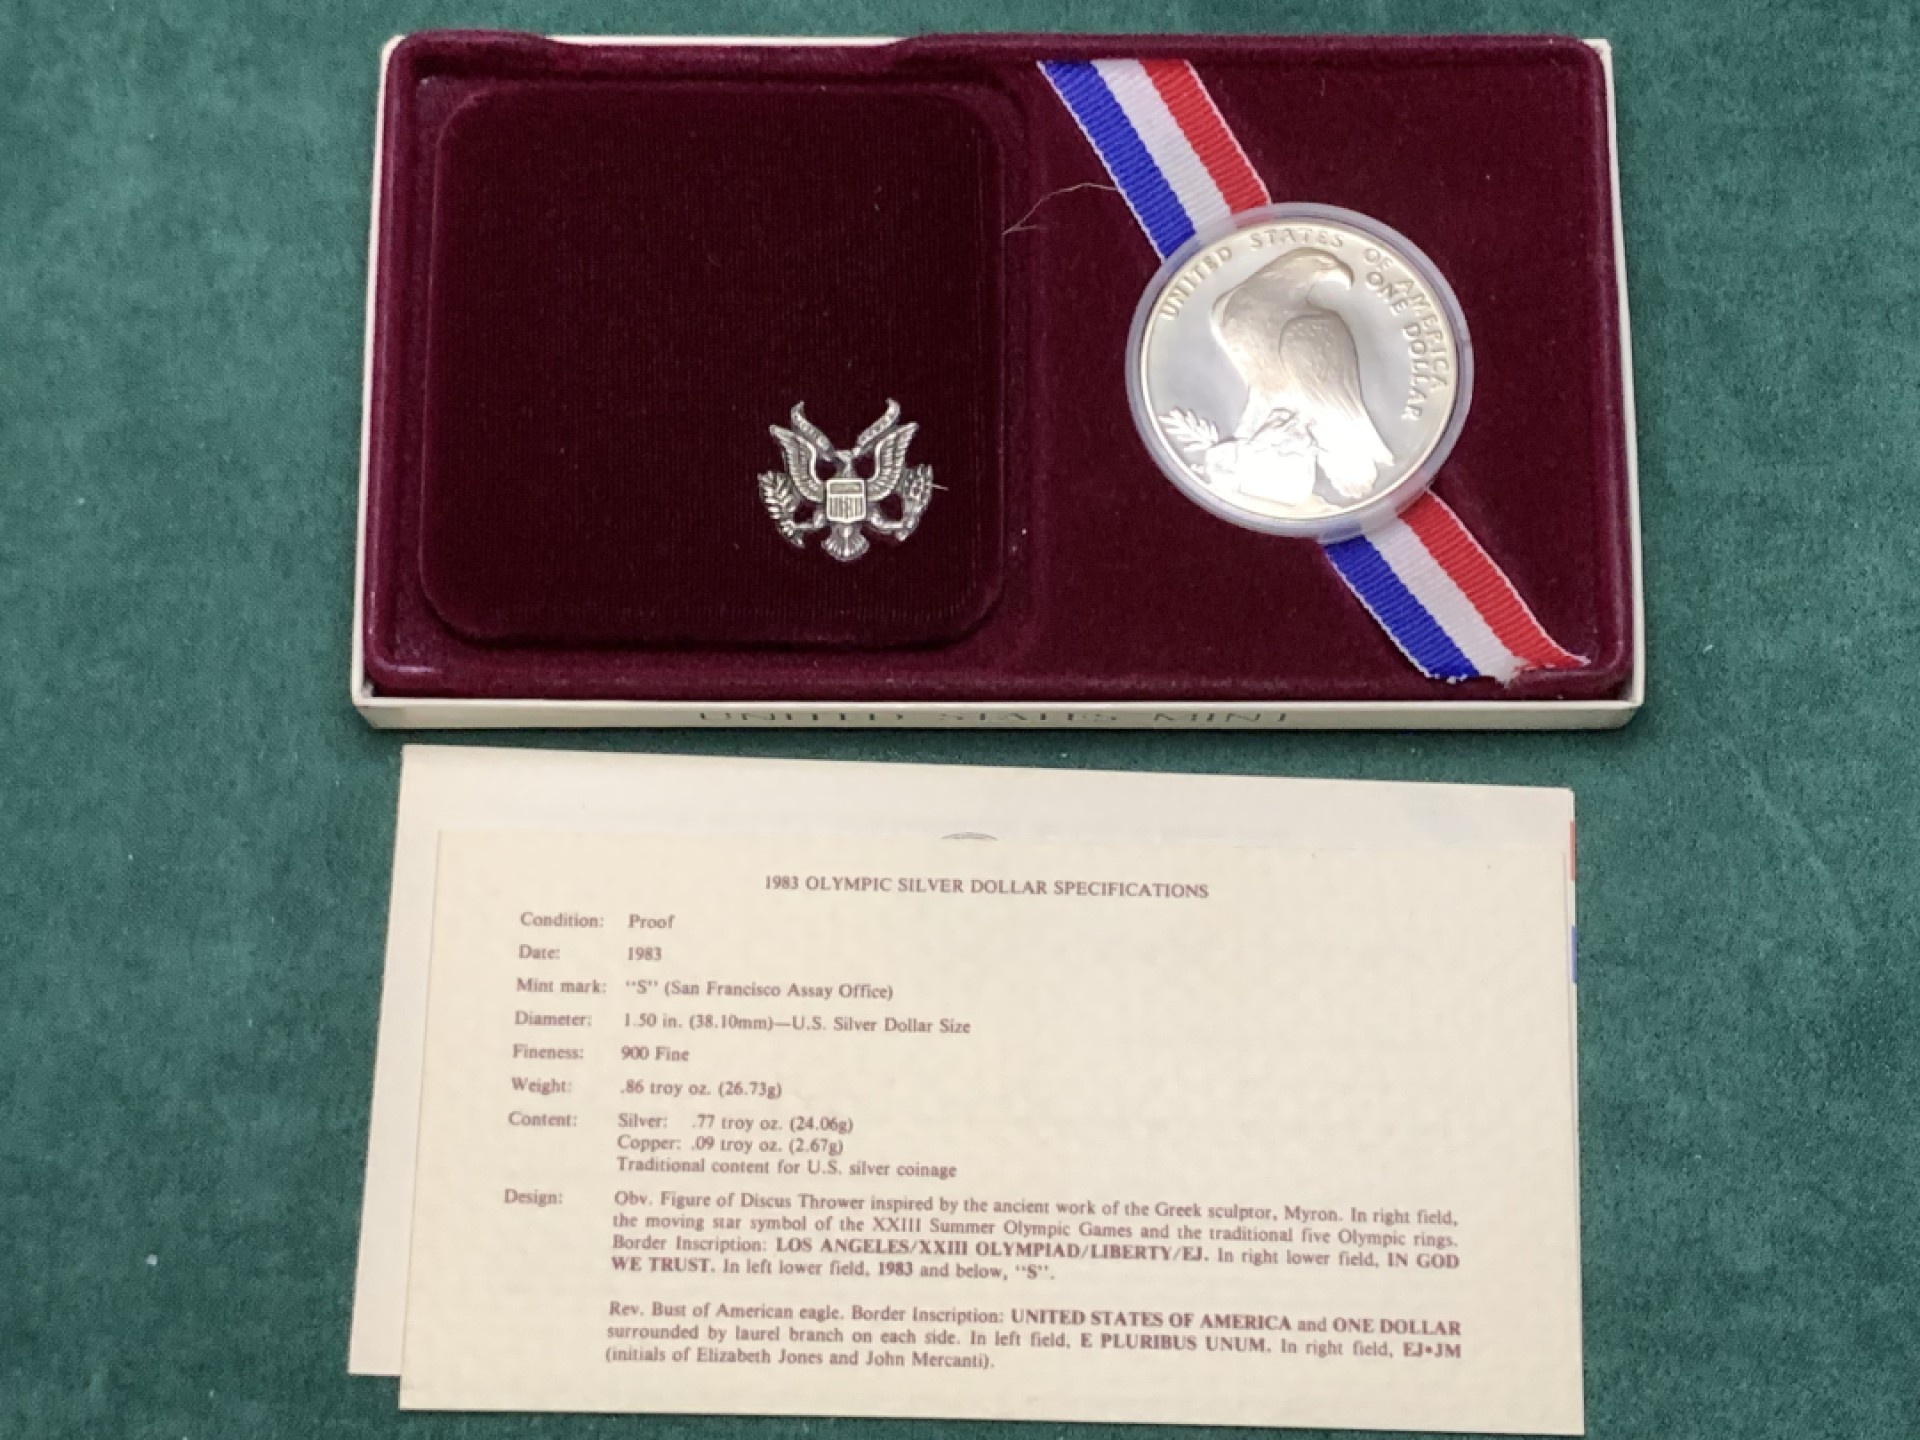 UNITED STATES OF AMERICA
ONE DOLLAR
UNITED STATES MINT
1983 OLYMPIC SILVER DOLLAR SPECIFICATIONS
Condition: Proof
Date: 1983
Mint mark: "S" (San Francisco Assay Office)
Diameter: 1.50 in. (38.10mm)—U.S. Silver Dollar Size
Fineness: 900 Fine
Weight: .86 troy oz. (26.73g)
Content: Silver: .77 troy oz. (24.06g)
Copper: .09 troy oz. (2.67g)
Traditional content for U.S. silver coinage
Design: Obv. Figure of Discus Thrower inspired by the ancient work of the Greek sculptor, Myron. In right field,
the moving star symbol of the XXIII Summer Olympic Games and the traditional five Olympic rings.
Border Inscription: LOS ANGELES/XXIII OLYMPIAD/LIBERTY/EJ. In right lower field, IN GOD
WE TRUST. In left lower field, 1983 and below, "S".
Rev. Bust of American eagle. Border Inscription: UNITED STATES OF AMERICA and ONE DOLLAR
surrounded by laurel branch on each side. In left field, E PLURIBUS UNUM. In right field, EJ•JM
(initials of Elizabeth Jones and John Mercanti).